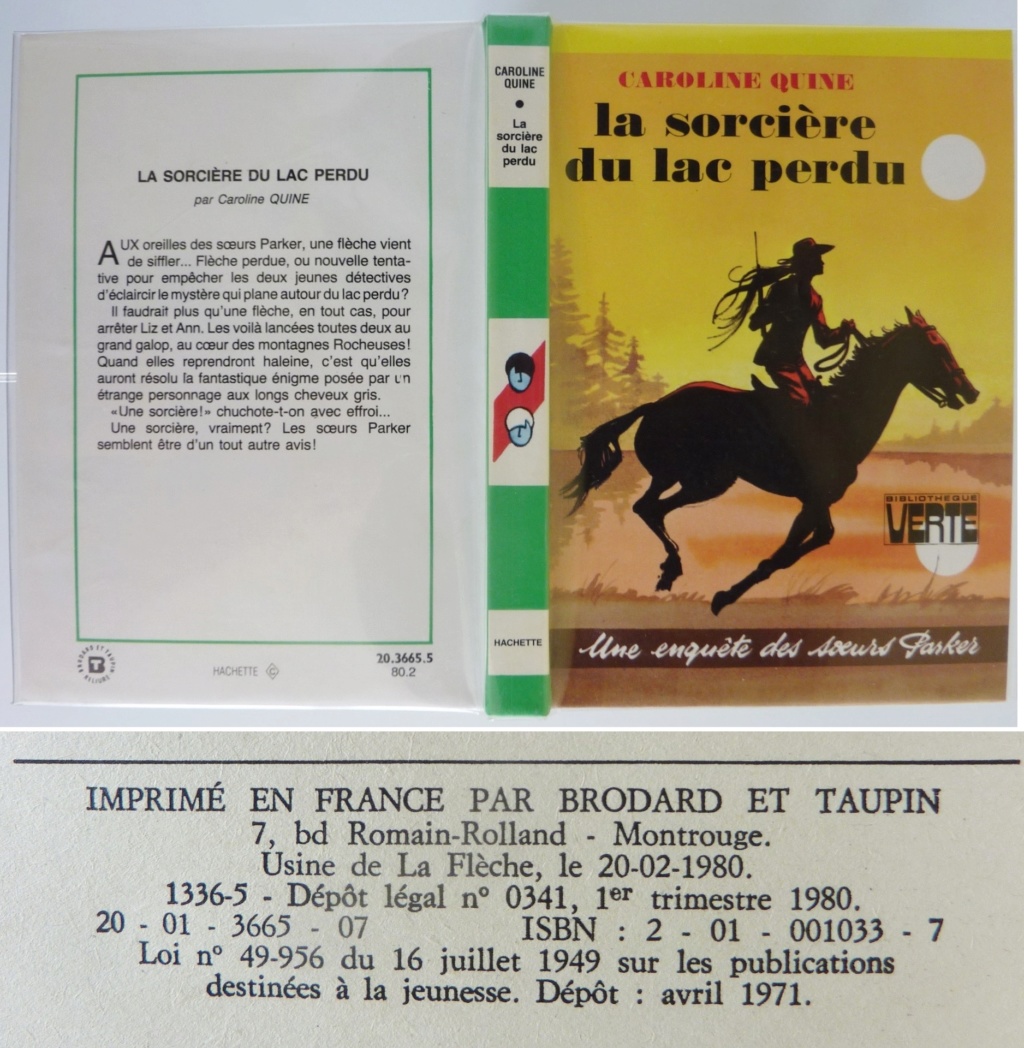 LA SORCIÈRE DU LAC PERDU
par Caroline QUINE
AUX oreilles des sœurs Parker, une flèche vient
de siffler... Flèche perdue, ou nouvelle tenta-
tive pour empêcher les deux jeunes détectives
d'éclaircir le mystère qui plane autour du lac perdu?
Il faudrait plus qu'une flèche, en tout cas, pour
arrêter Liz et Ann. Les voilà lancées toutes deux au
grand galop, au cœur des montagnes Rocheuses!
Quand elles reprendront haleine, c'est qu'elles
auront résolu la fantastique énigme posée par un
étrange personnage aux longs cheveux gris.
«Une sorcière!» chuchote-t-on avec effroi...
Une sorcière, vraiment? Les sœurs Parker
semblent être d'un tout autre avis!
BRODARD ET TAUPIN
RELIURE
HACHETTE
20.3665.5
80.2
CAROLINE
QUINE
•
La
sorcière
du lac
perdu
HACHETTE
CAROLINE QUINE
la sorcière
du lac perdu
BIBLIOTHEQUE
VERTE
Une enquête des sœurs Parker
IMPRIMÉ EN FRANCE PAR BRODARD ET TAUPIN
7, bd Romain-Rolland - Montrouge.
Usine de La Flèche, le 20-02-1980.
1336-5 - Dépôt légal nº 0341, 1er trimestre 1980.
20 - 01 - 3665 - 07 ISBN : 2 - 01 - 001033 - 7
Loi nº 49-956 du 16 juillet 1949 sur les publications
destinées à la jeunesse. Dépôt : avril 1971.